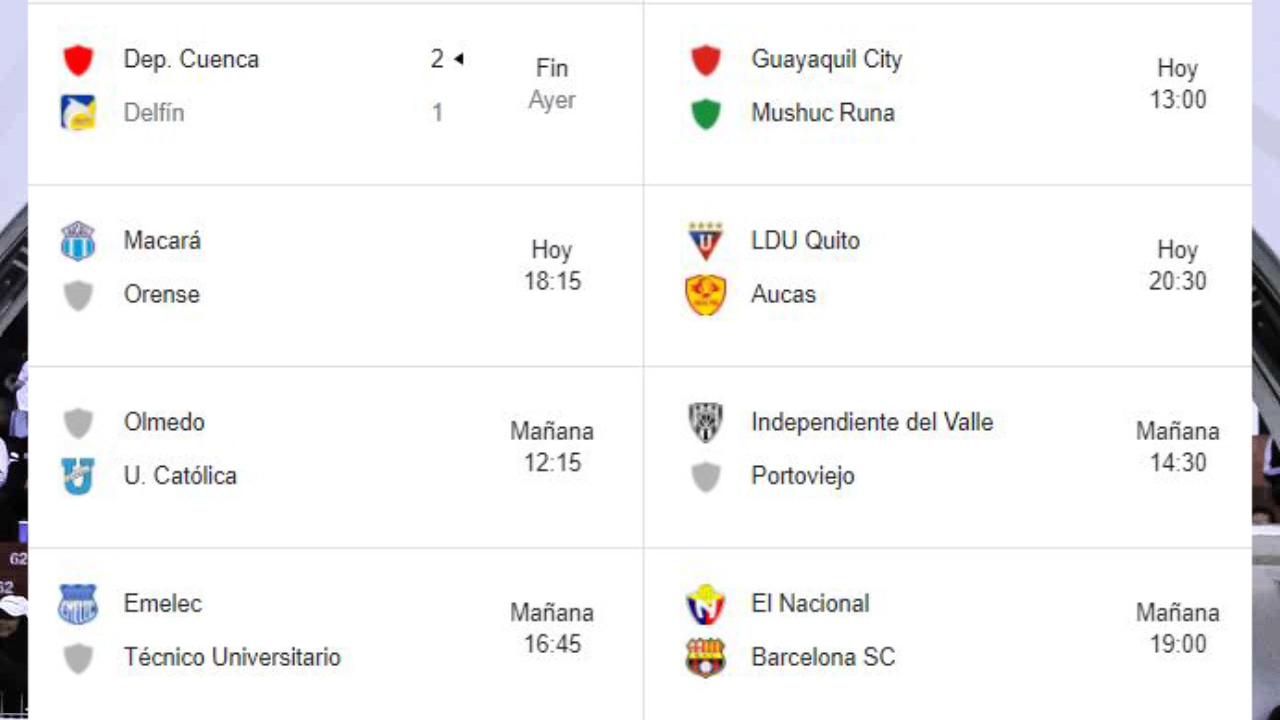 Dep. Cuenca 2
Delfín 1
Fin
Ayer
Guayaquil City
Mushuc Runa
Hoy
13:00
Macará
Orense
Hoy
18:15
LDU Quito
Aucas
Hoy
20:30
Olmedo
U. Católica
Mañana
12:15
Independiente del Valle
Portoviejo
Mañana
14:30
Emelec
Técnico Universitario
Mañana
16:45
El Nacional
Barcelona SC
Mañana
19:00